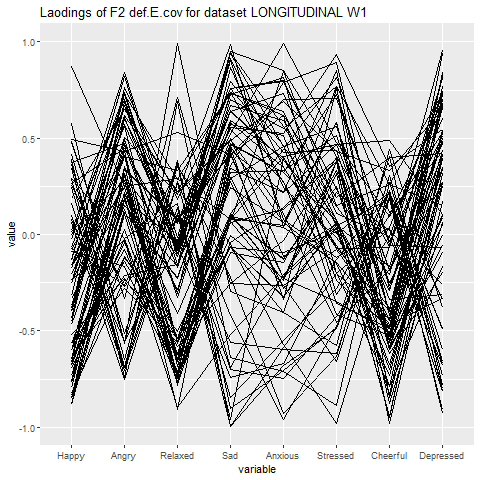 Laodings of F2 def.E.cov for dataset LONGITUDINAL W1
1.0
0.5
0.0
-0.5
-1.0
value
Happy Angry Relaxed Sad Anxious Stressed Cheerful Depressed
variable